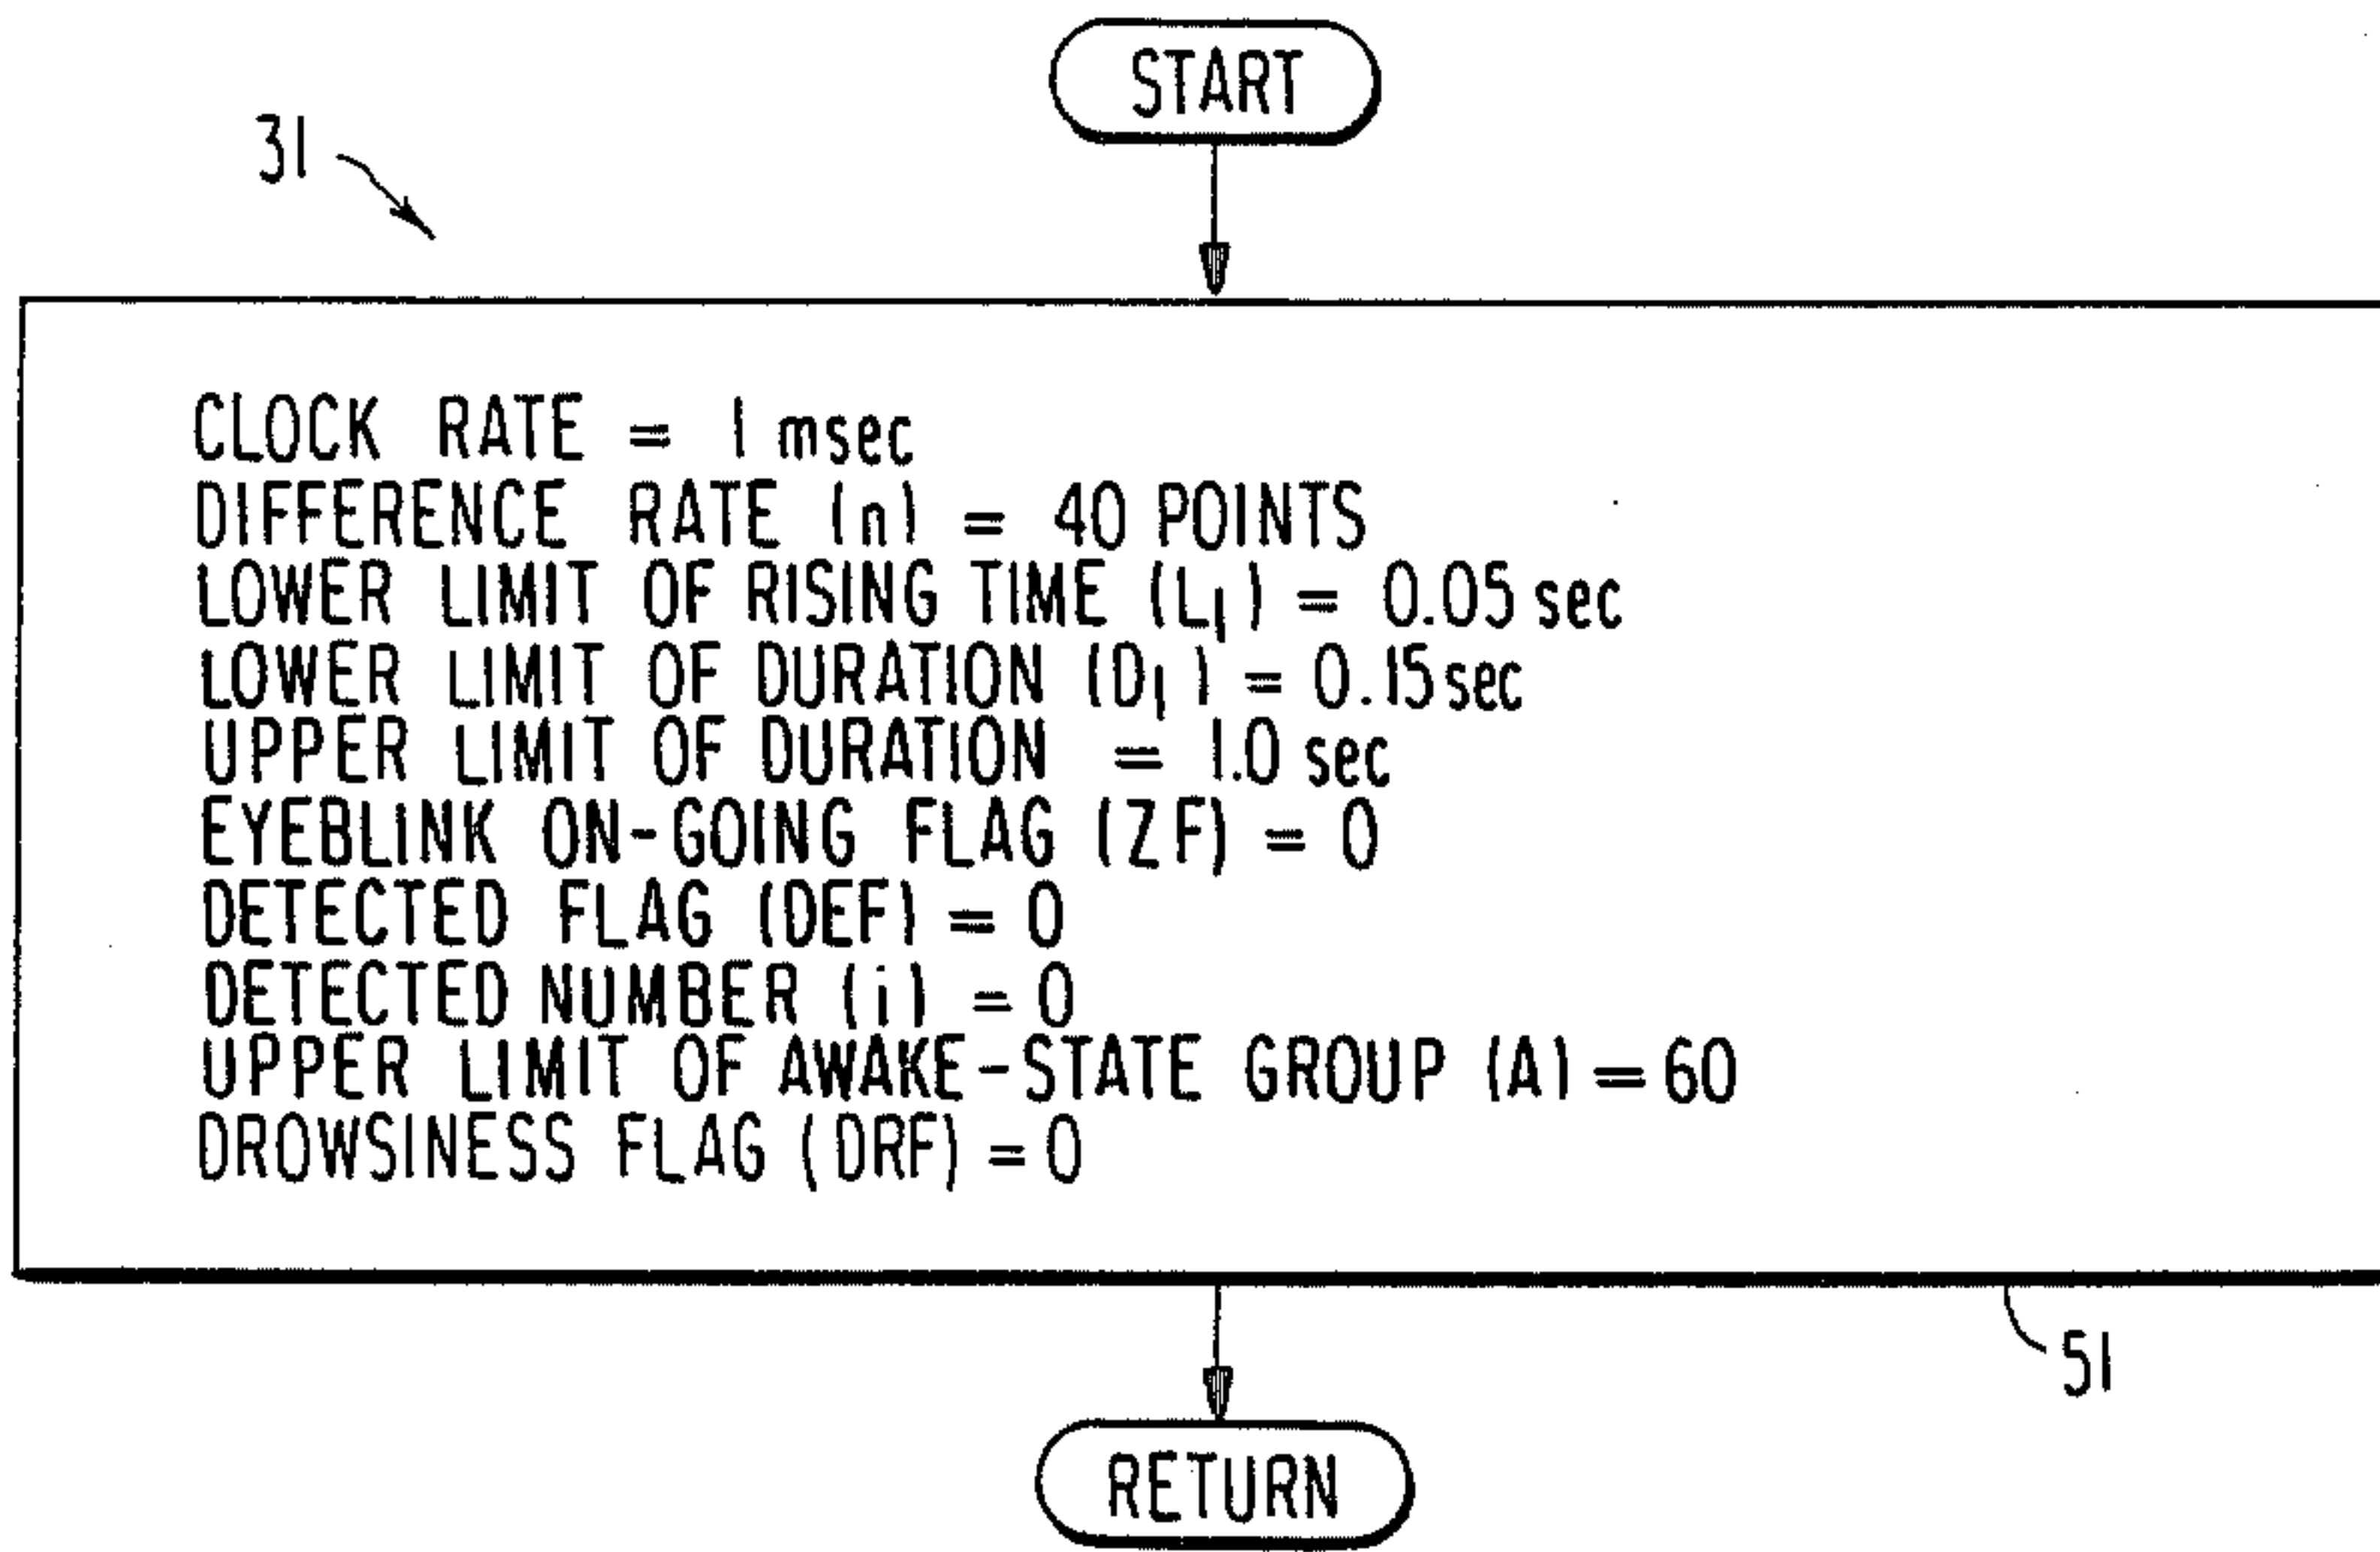 START
31
CLOCK RATE = 1 msec
DIFFERENCE RATE (n) = 40 POINTS
LOWER LIMIT OF RISING TIME (L₁) = 0.05 sec
LOWER LIMIT OF DURATION (D₁) = 0.15 sec
UPPER LIMIT OF DURATION = 1.0 sec
EYEBLINK ON-GOING FLAG (ZF) = 0
DETECTED FLAG (DEF) = 0
DETECTED NUMBER (i) = 0
UPPER LIMIT OF AWAKE-STATE GROUP (A) = 60
DROWSINESS FLAG (DRF) = 0
51
RETURN